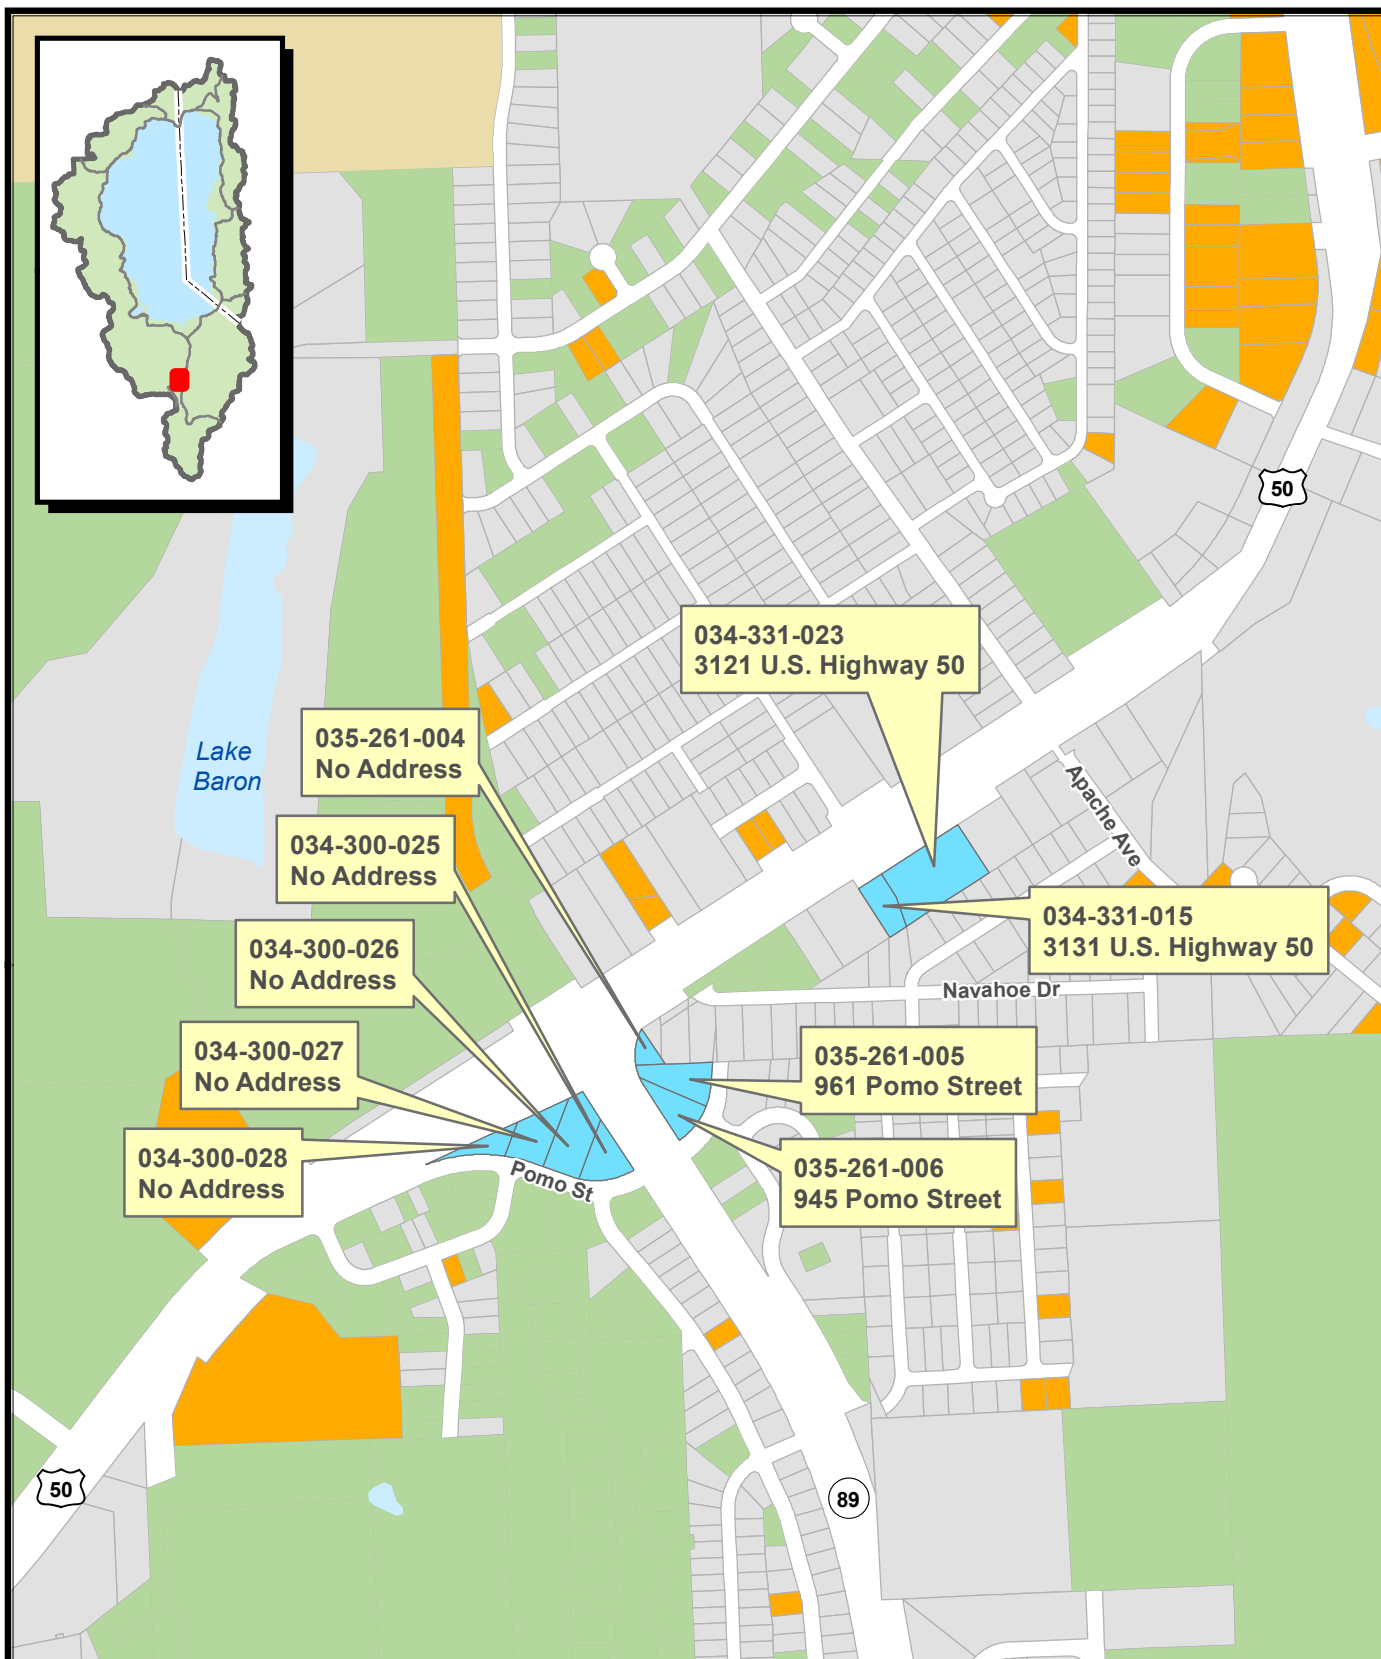 50
034-331-023
3121 U.S. Highway 50
035-261-004
No Address
Lake
Baron
Apache Ave
034-300-025
No Address
034-331-015
3131 U.S. Highway 50
034-300-026
No Address
Navahoe Dr
034-300-027
No Address
035-261-005
961 Pomo Street
034-300-028
No Address
Pomo St
035-261-006
945 Pomo Street
50
89